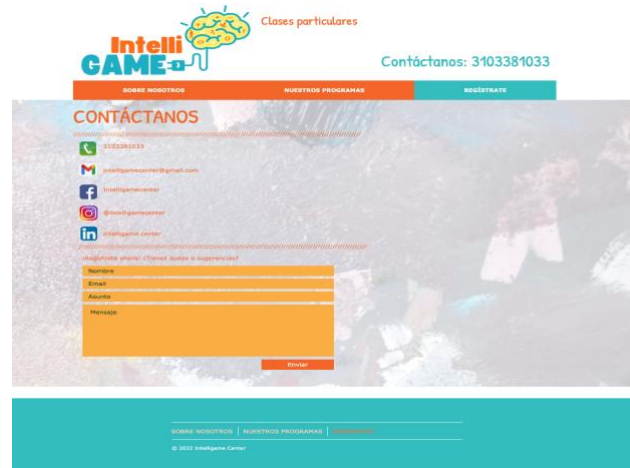 Clases particulares
Intelli
GAME
Contáctanos: 3103381033
SOBRE NOSOTROS
NUESTROS PROGRAMAS
REGÍSTRATE
CONTÁCTANOS
3103381033
intelligamecenter@gmail.com
Intelligamecenter
@intelligamecenter
intelligame center
¡Regístrate ahora! ¿Tienes dudas o sugerencias?
Nombre
Email
Asunto
Mensaje
Enviar
SOBRE NOSOTROS | NUESTROS PROGRAMAS |
© 2022 Intelligame Center